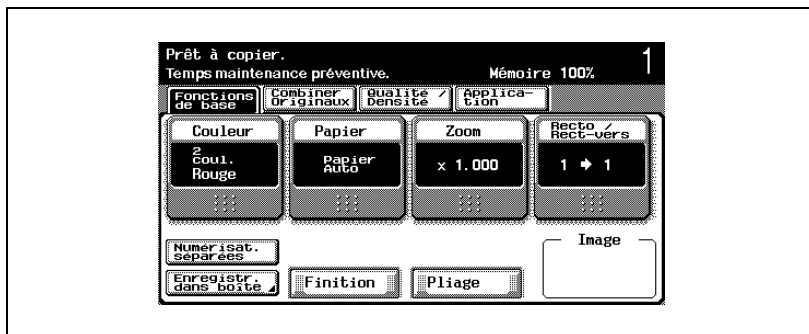 Prêt à copier.
1
Temps maintenance préventive. Mémoire 100%
Fonctions de base
Combiner Originaux
Qualité / Densité
Applica-tion
Couleur
Papier
Zoom
Recto / Rect-vers
2 coul. Rouge
Papier Auto
x 1.000
1 ➔ 1
Numérisat. séparées
Image
Enregistr. dans boîte
Finition
Pliage